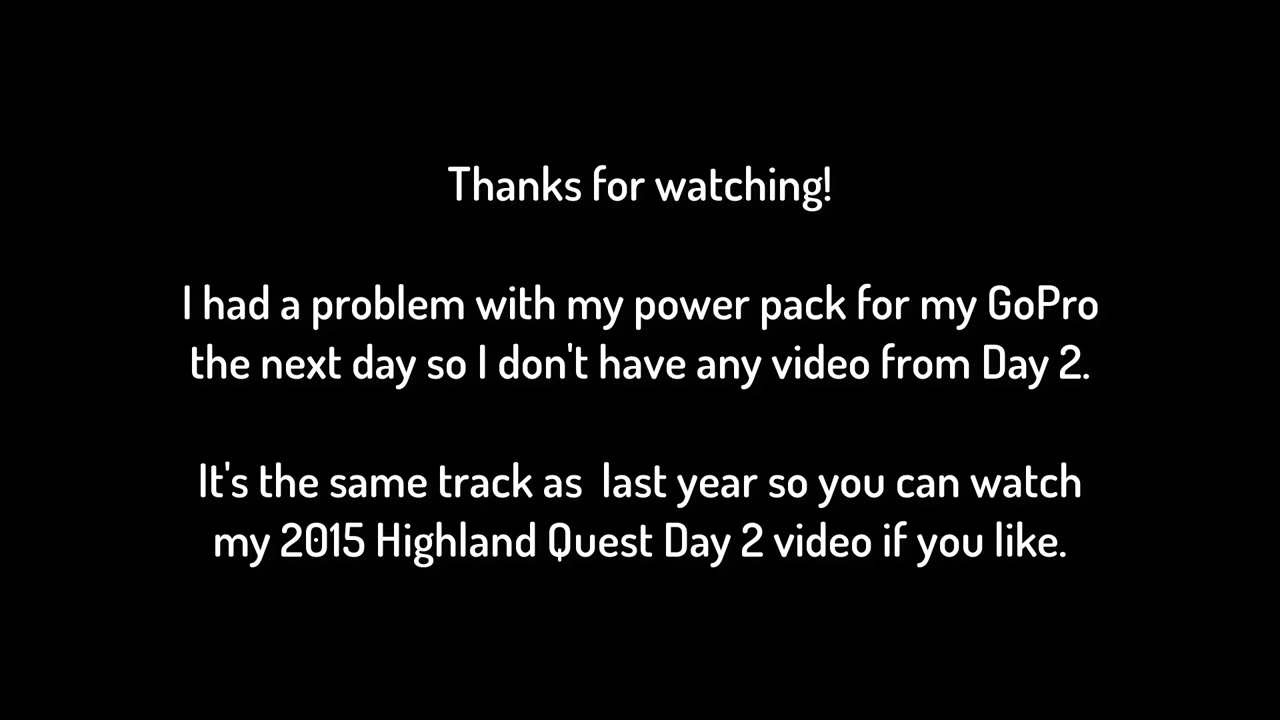 Thanks for watching!
I had a problem with my power pack for my GoPro
the next day so I don't have any video from Day 2.
It's the same track as  last year so you can watch
my 2015 Highland Quest Day 2 video if you like.